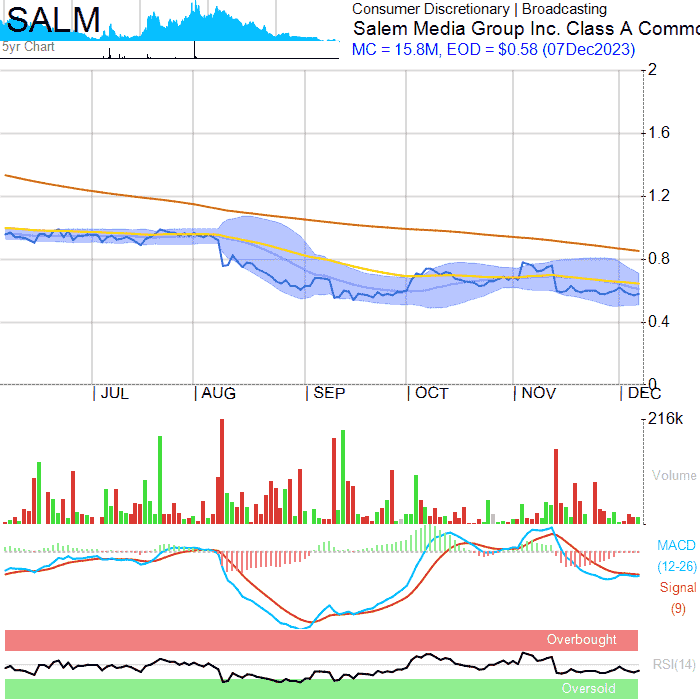 SALM
Consumer Discretionary | Broadcasting
5yr Chart
Salem Media Group Inc. Class A Commo
MC = 15.8M, EOD = $0.58 (07Dec2023)
2
1.6
1.2
0.8
0.4
0
JUL
AUG
SEP
OCT
NOV
DEC
216k
Volume
MACD
(12-26)
Signal
(9)
Overbought
RSI(14)
Oversold